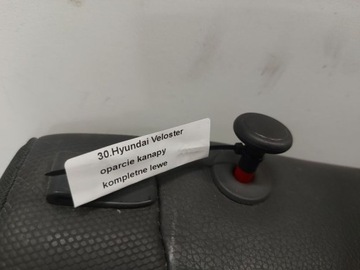 30.Hyundai Veloster
oparcie kanapy
kompletne lewe